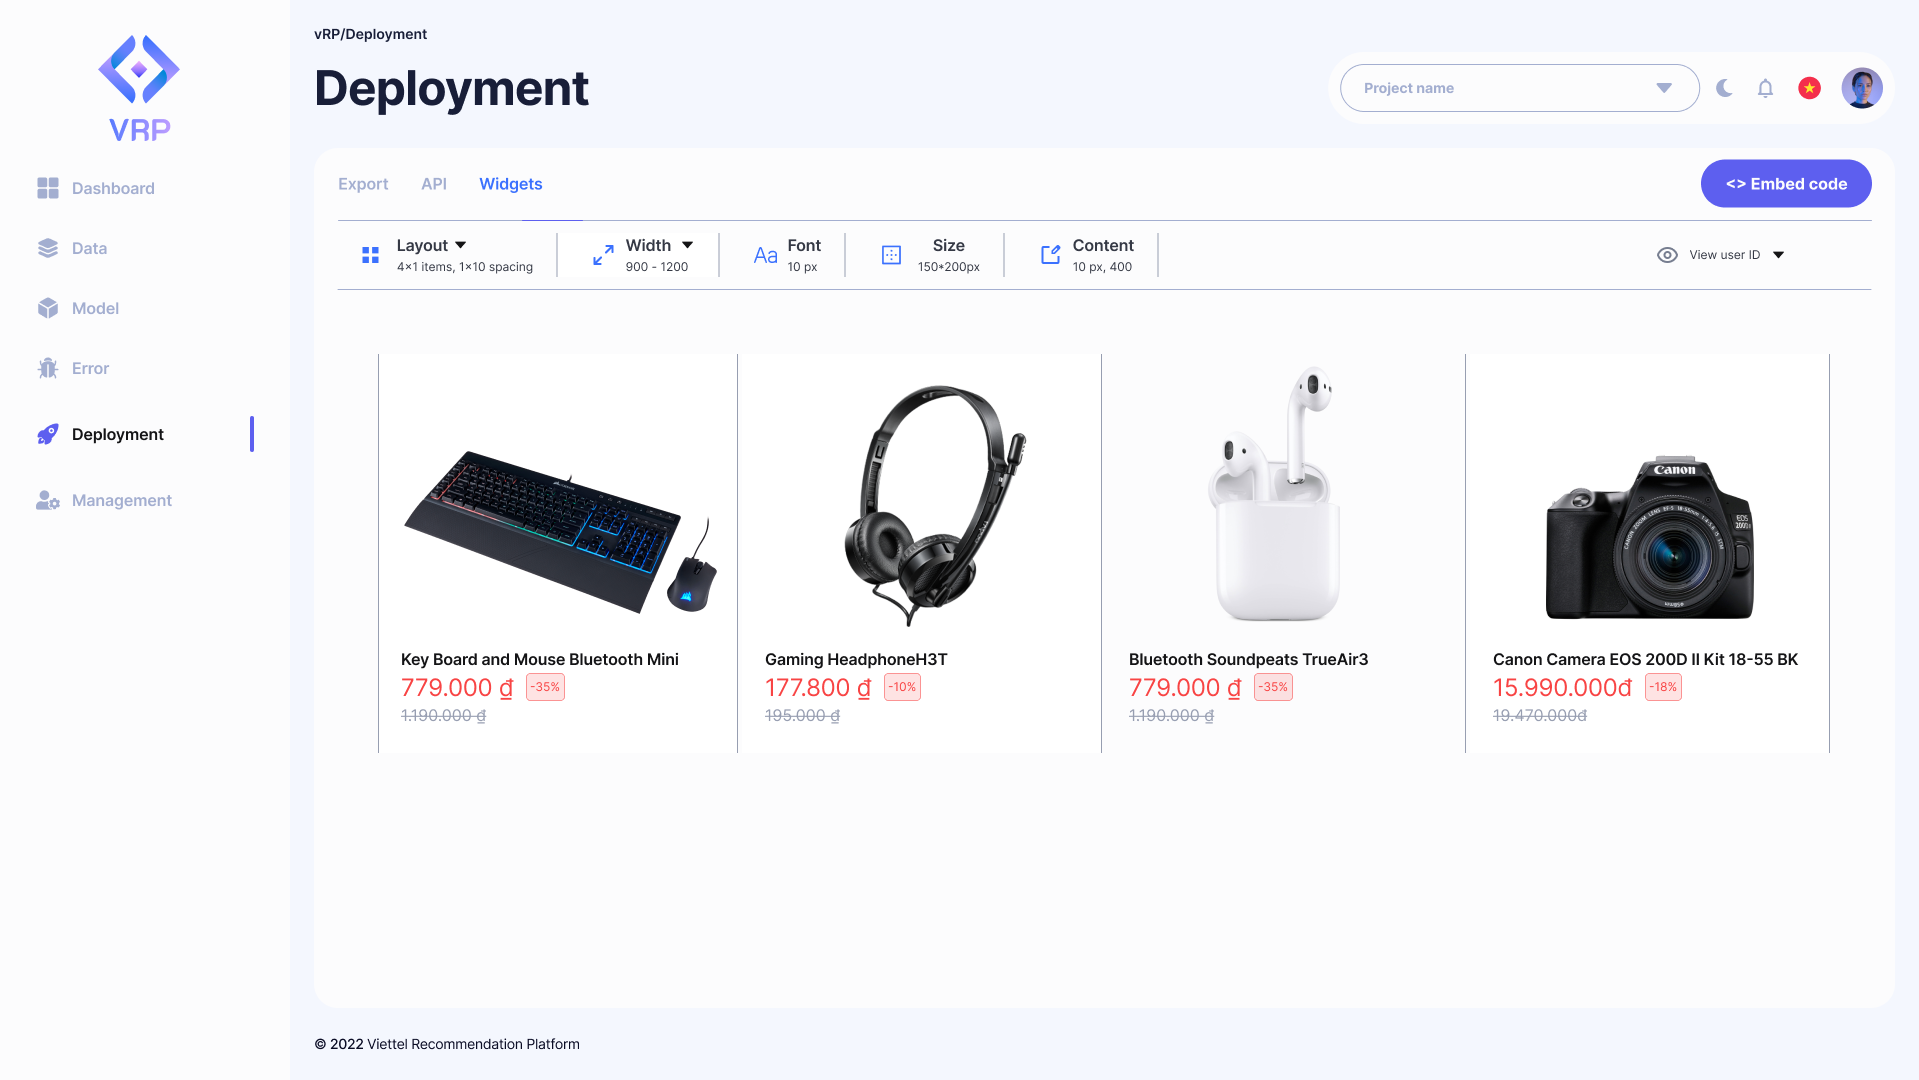 vRP/Deployment
Deployment
Project name
VRP
Dashboard
Data
Model
Error
Deployment
Management
Export API Widgets
<> Embed code
Layout
4x1 items, 1x10 spacing
Width
900 - 1200
Aa
Font
10 px
Size
150*200px
Content
10 px, 400
View user ID
Canon
EOS
200D
Key Board and Mouse Bluetooth Mini
779.000 ₫ -35%
1.190.000 ₫
Gaming HeadphoneH3T
177.800 ₫ -10%
195.000 ₫
Bluetooth Soundpeats TrueAir3
779.000 ₫ -35%
1.190.000 ₫
Canon Camera EOS 200D II Kit 18-55 BK
15.990.000đ -18%
19.470.000đ
© 2022 Viettel Recommendation Platform